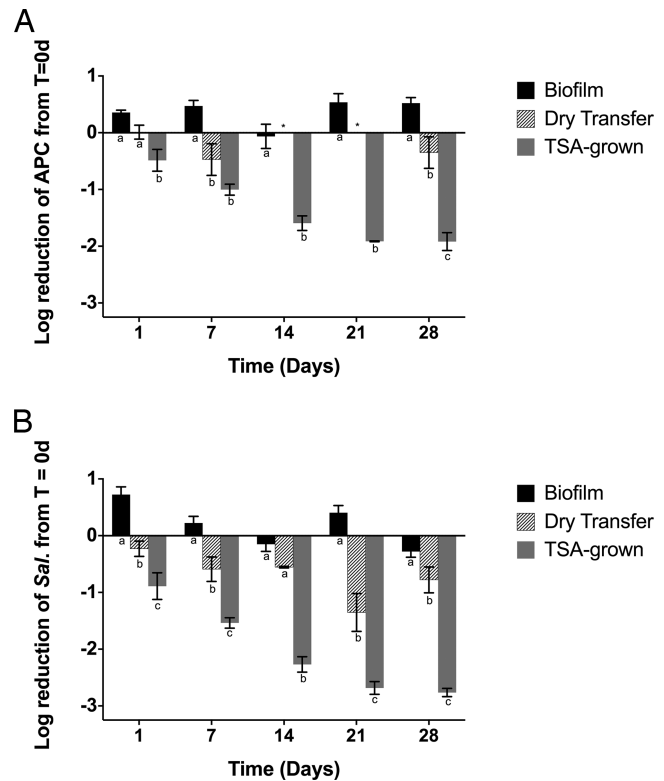 A
Log reduction of APC from T=0d
1
0
-1
-2
-3
a a b
a b b
a * b
a * b
a b c
1 7 14 21 28
Time (Days)
Biofilm
Dry Transfer
TSA-grown
B
Log reduction of Sal. from T = 0d
1
0
-1
-2
-3
a b c
a b c
a a b
a b c
a b c
1 7 14 21 28
Time (Days)
Biofilm
Dry Transfer
TSA-grown